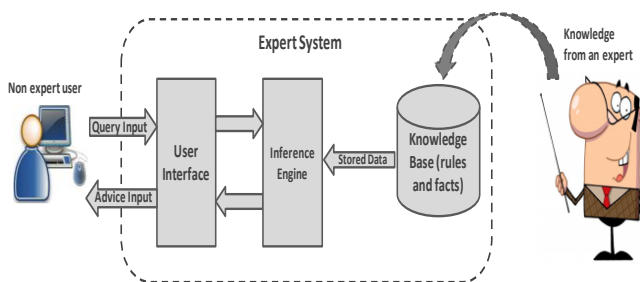 Expert System
Knowledge
from an expert
Non expert user
Query Input
Advice Input
User
Interface
Inference
Engine
Stored Data
Knowledge
Base (rules
and facts)